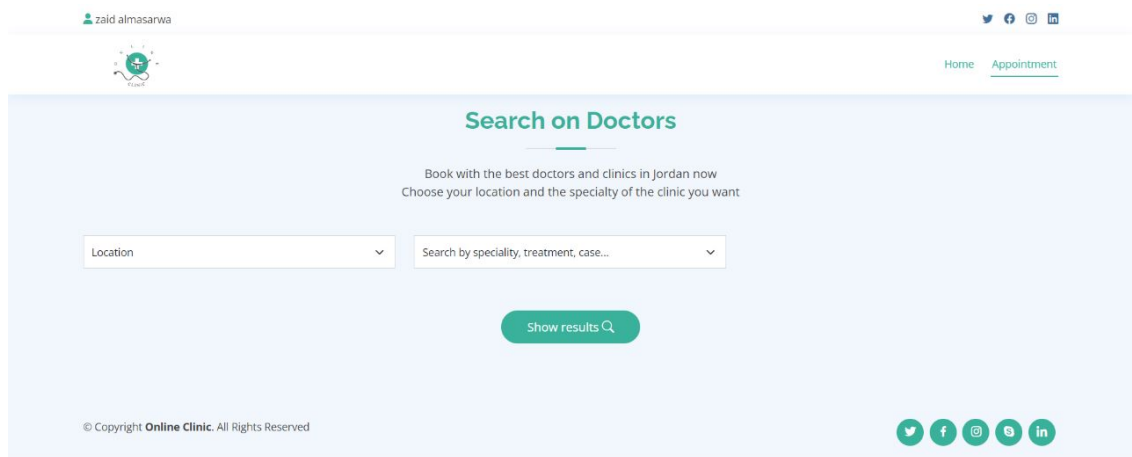 zaid almasarwa
CLINIC
Home Appointment
Search on Doctors
Book with the best doctors and clinics in Jordan now
Choose your location and the specialty of the clinic you want
Location
Search by speciality, treatment, case...
Show results
© Copyright Online Clinic. All Rights Reserved